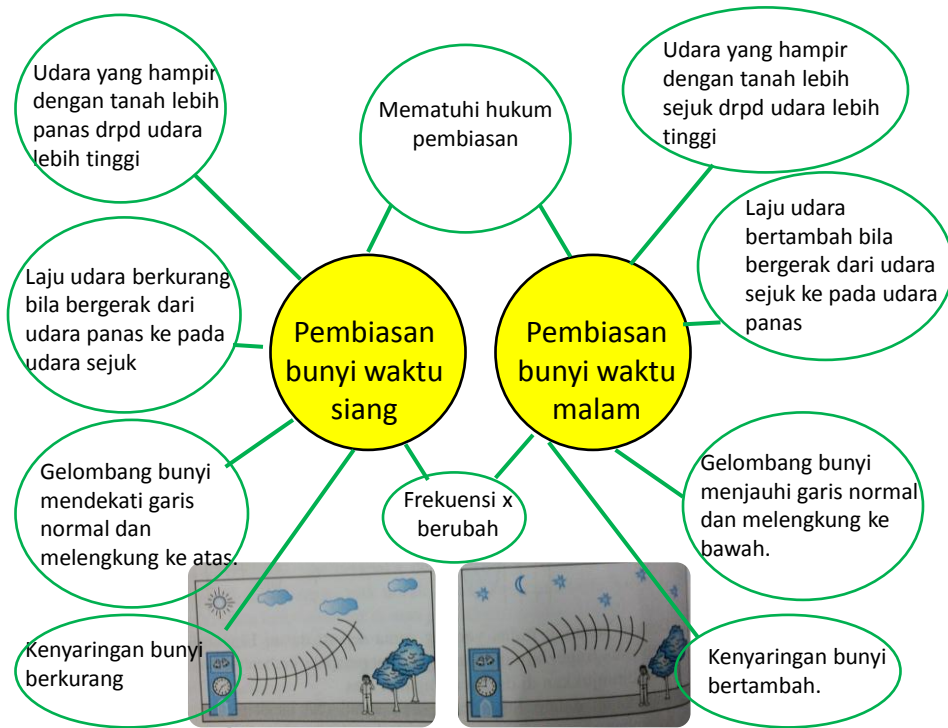 Udara yang hampir
dengan tanah lebih
panas drpd udara
lebih tinggi
Mematuhi hukum
pembiasan
Udara yang hampir
dengan tanah lebih
sejuk drpd udara lebih
tinggi
Laju udara berkurang
bila bergerak dari
udara panas ke pada
udara sejuk
Laju udara
bertambah bila
bergerak dari udara
sejuk ke pada udara
panas
Pembiasan
bunyi waktu
siang
Pembiasan
bunyi waktu
malam
Gelombang bunyi
mendekati garis
normal dan
melengkung ke atas.
Frekuensi x
berubah
Gelombang bunyi
menjauhi garis normal
dan melengkung ke
bawah.
Kenyaringan bunyi
berkurang
Kenyaringan bunyi
bertambah.